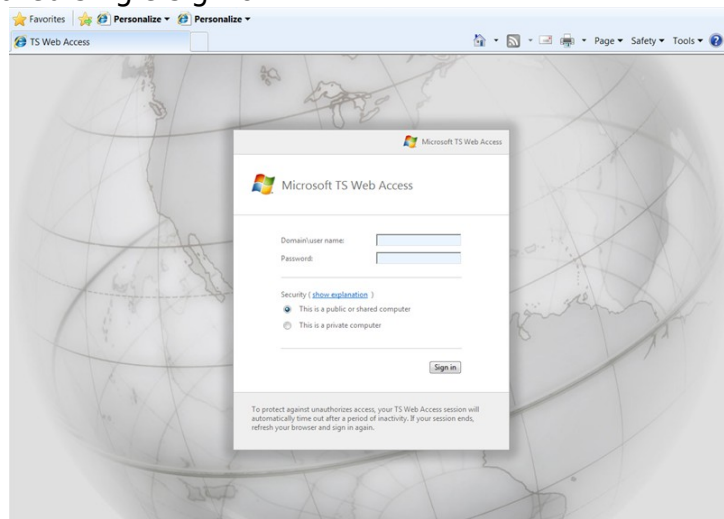 Favorites Personalize Personalize
TS Web Access Page Safety Tools
Microsoft TS Web Access
Microsoft TS Web Access
Domain\user name:
Password:
Security ( show explanation )
This is a public or shared computer
This is a private computer
Sign in
To protect against unauthorizes access, your TS Web Access session will
automatically time out after a period of inactivity. If your session ends,
refresh your browser and sign in again.